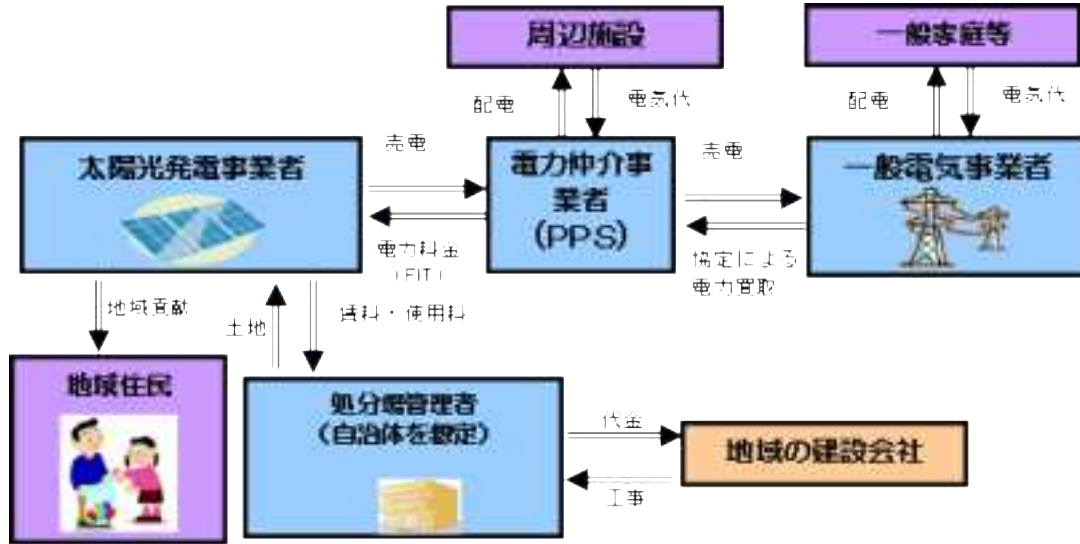 周辺施設
一般家庭等
配電
電気代
配電
電気代
太陽光発電事業者
売電
電力仲介事
業者
(PPS)
売電
一般電気事業者
電力料金
(FIT)
協定による
電力買取
地域貢献
土地
賃料・使用料
地域住民
処分場管理者
(自治体を想定)
代金
地域の建設会社
工事